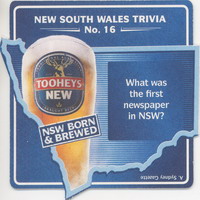 NEW SOUTH WALES TRIVIA
No. 16
TOOHEYS
NEW
NSW BORN
& BREWED
What was
the first
newspaper
in NSW?
A. Sydney Gazette